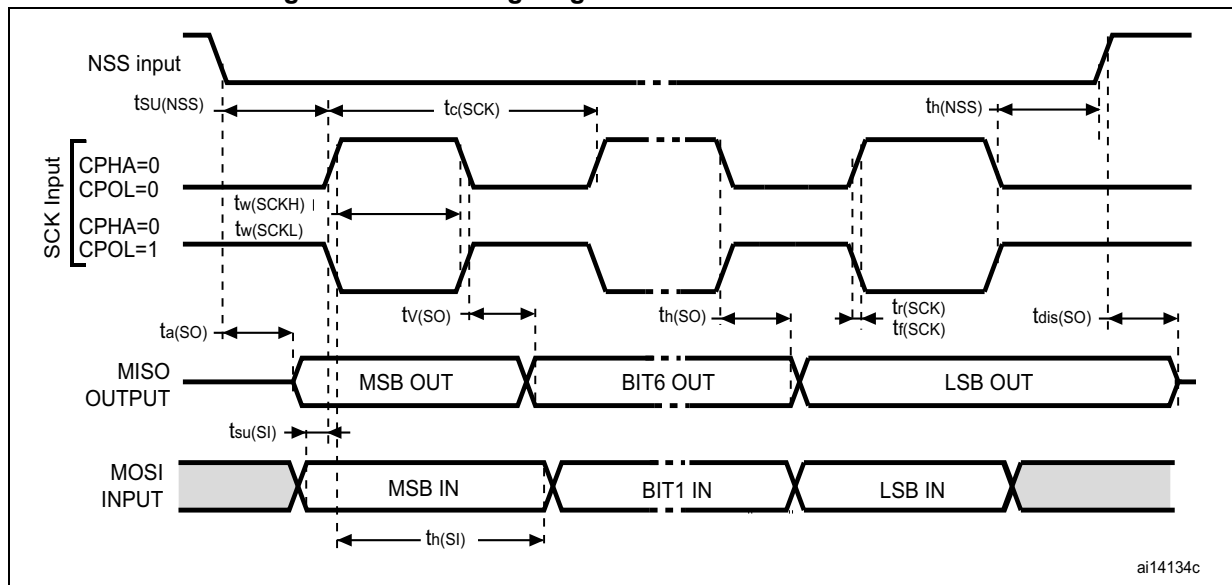 NSS input
tSU(NSS)
tc(SCK)
th(NSS)
SCK Input
CPHA=0
CPOL=0
tw(SCKH)
CPHA=0
tw(SCKL)
CPOL=1
ta(SO)
tV(SO)
th(SO)
tr(SCK)
tf(SCK)
tdis(SO)
MISO
OUTPUT
MSB OUT
BIT6 OUT
LSB OUT
tsu(SI)
MOSI
INPUT
MSB IN
BIT1 IN
LSB IN
th(SI)
ai14134c